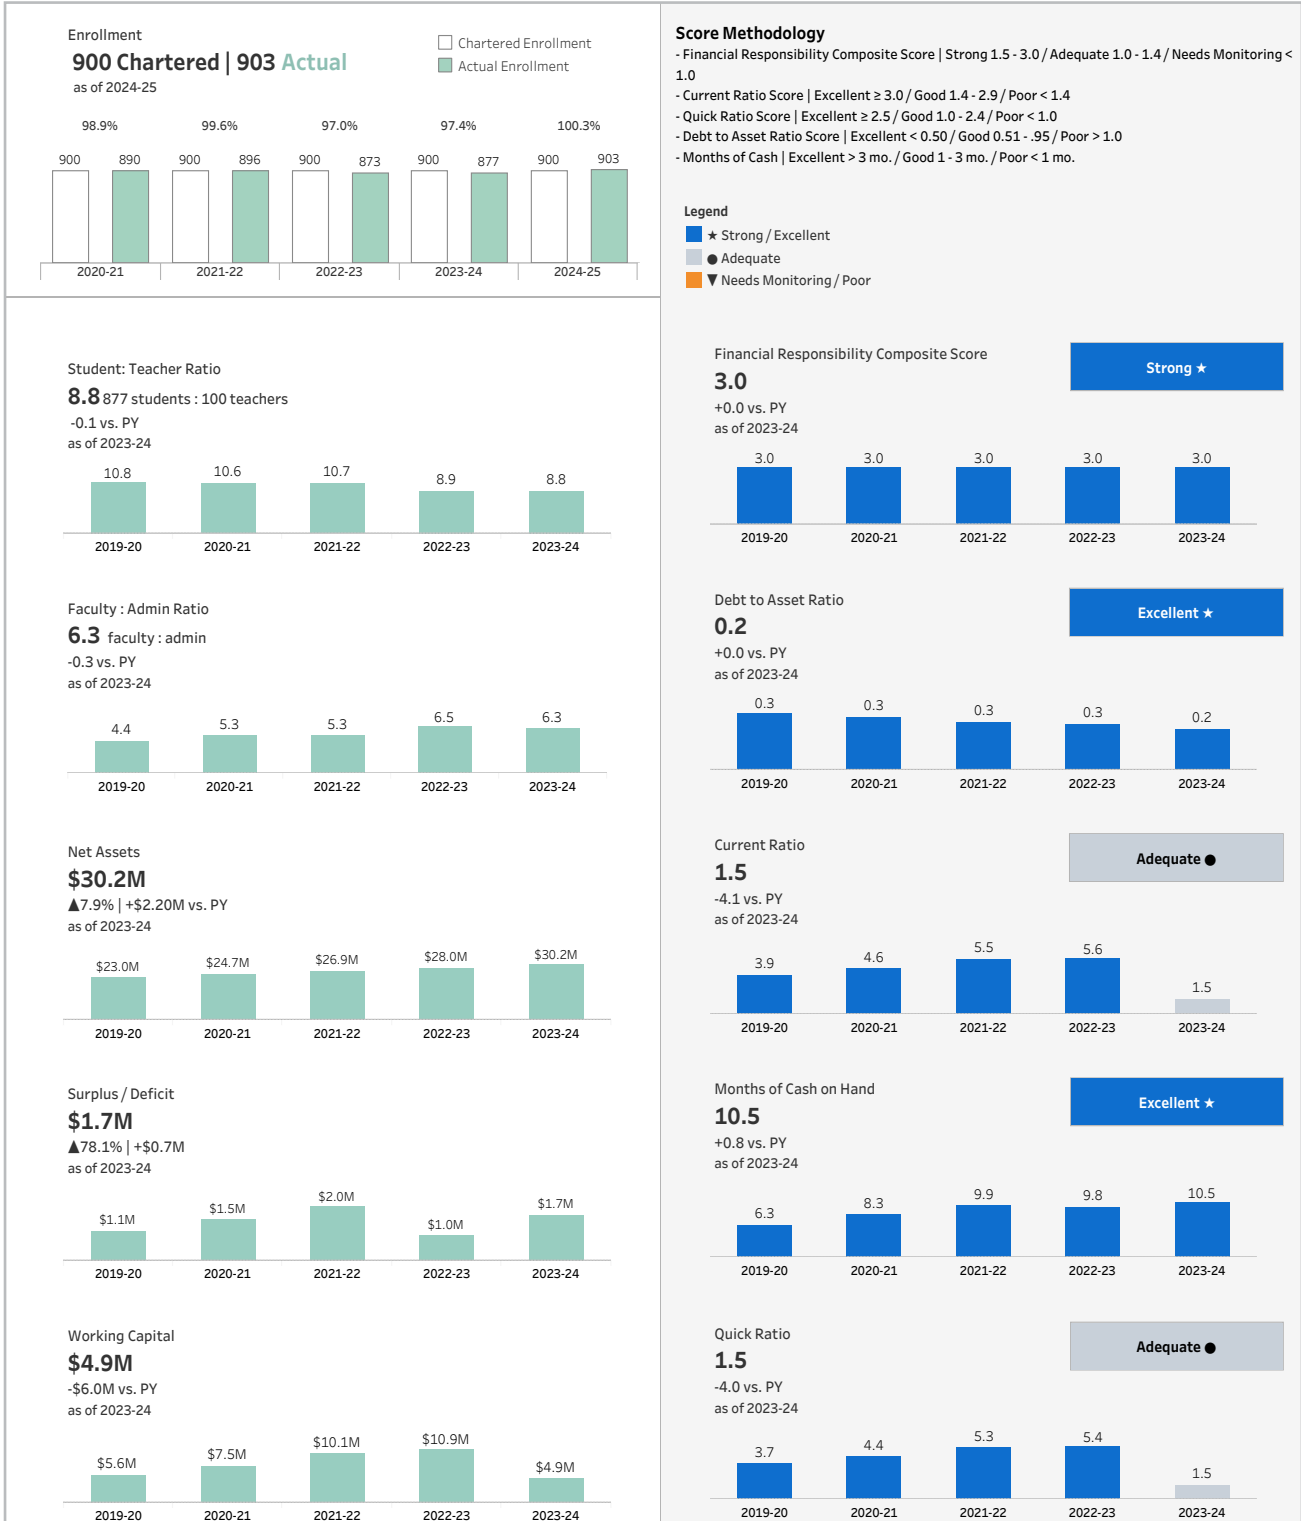 Enrollment
900 Chartered | 903 Actual
as of 2024-25
Chartered Enrollment
Actual Enrollment
98.9% 99.6% 97.0% 97.4% 100.3%
900 890 900 896 900 873 900 877 900 903
2020-21 2021-22 2022-23 2023-24 2024-25
Student: Teacher Ratio
8.8 877 students : 100 teachers
-0.1 vs. PY
as of 2023-24
10.8 10.6 10.7 8.9 8.8
2019-20 2020-21 2021-22 2022-23 2023-24
Faculty : Admin Ratio
6.3 faculty : admin
-0.3 vs. PY
as of 2023-24
4.4 5.3 5.3 6.5 6.3
2019-20 2020-21 2021-22 2022-23 2023-24
Net Assets
$30.2M
▲7.9% | +$2.20M vs. PY
as of 2023-24
$23.0M $24.7M $26.9M $28.0M $30.2M
2019-20 2020-21 2021-22 2022-23 2023-24
Surplus / Deficit
$1.7M
▲78.1% | +$0.7M
as of 2023-24
$1.1M $1.5M $2.0M $1.0M $1.7M
2019-20 2020-21 2021-22 2022-23 2023-24
Working Capital
$4.9M
-$6.0M vs. PY
as of 2023-24
$5.6M $7.5M $10.1M $10.9M $4.9M
2019-20 2020-21 2021-22 2022-23 2023-24
Score Methodology
- Financial Responsibility Composite Score | Strong 1.5 - 3.0 / Adequate 1.0 - 1.4 / Needs Monitoring <
1.0
- Current Ratio Score | Excellent ≥ 3.0 / Good 1.4 - 2.9 / Poor < 1.4
- Quick Ratio Score | Excellent ≥ 2.5 / Good 1.0 - 2.4 / Poor < 1.0
- Debt to Asset Ratio Score | Excellent < 0.50 / Good 0.51 - .95 / Poor > 1.0
- Months of Cash | Excellent > 3 mo. / Good 1 - 3 mo. / Poor < 1 mo.
Legend
★ Strong / Excellent
● Adequate
▼ Needs Monitoring / Poor
Financial Responsibility Composite Score
Strong ★
3.0
+0.0 vs. PY
as of 2023-24
3.0 3.0 3.0 3.0 3.0
2019-20 2020-21 2021-22 2022-23 2023-24
Debt to Asset Ratio
Excellent ★
0.2
+0.0 vs. PY
as of 2023-24
0.3 0.3 0.3 0.3 0.2
2019-20 2020-21 2021-22 2022-23 2023-24
Current Ratio
Adequate ●
1.5
-4.1 vs. PY
as of 2023-24
3.9 4.6 5.5 5.6 1.5
2019-20 2020-21 2021-22 2022-23 2023-24
Months of Cash on Hand
Excellent ★
10.5
+0.8 vs. PY
as of 2023-24
6.3 8.3 9.9 9.8 10.5
2019-20 2020-21 2021-22 2022-23 2023-24
Quick Ratio
Adequate ●
1.5
-4.0 vs. PY
as of 2023-24
3.7 4.4 5.3 5.4 1.5
2019-20 2020-21 2021-22 2022-23 2023-24